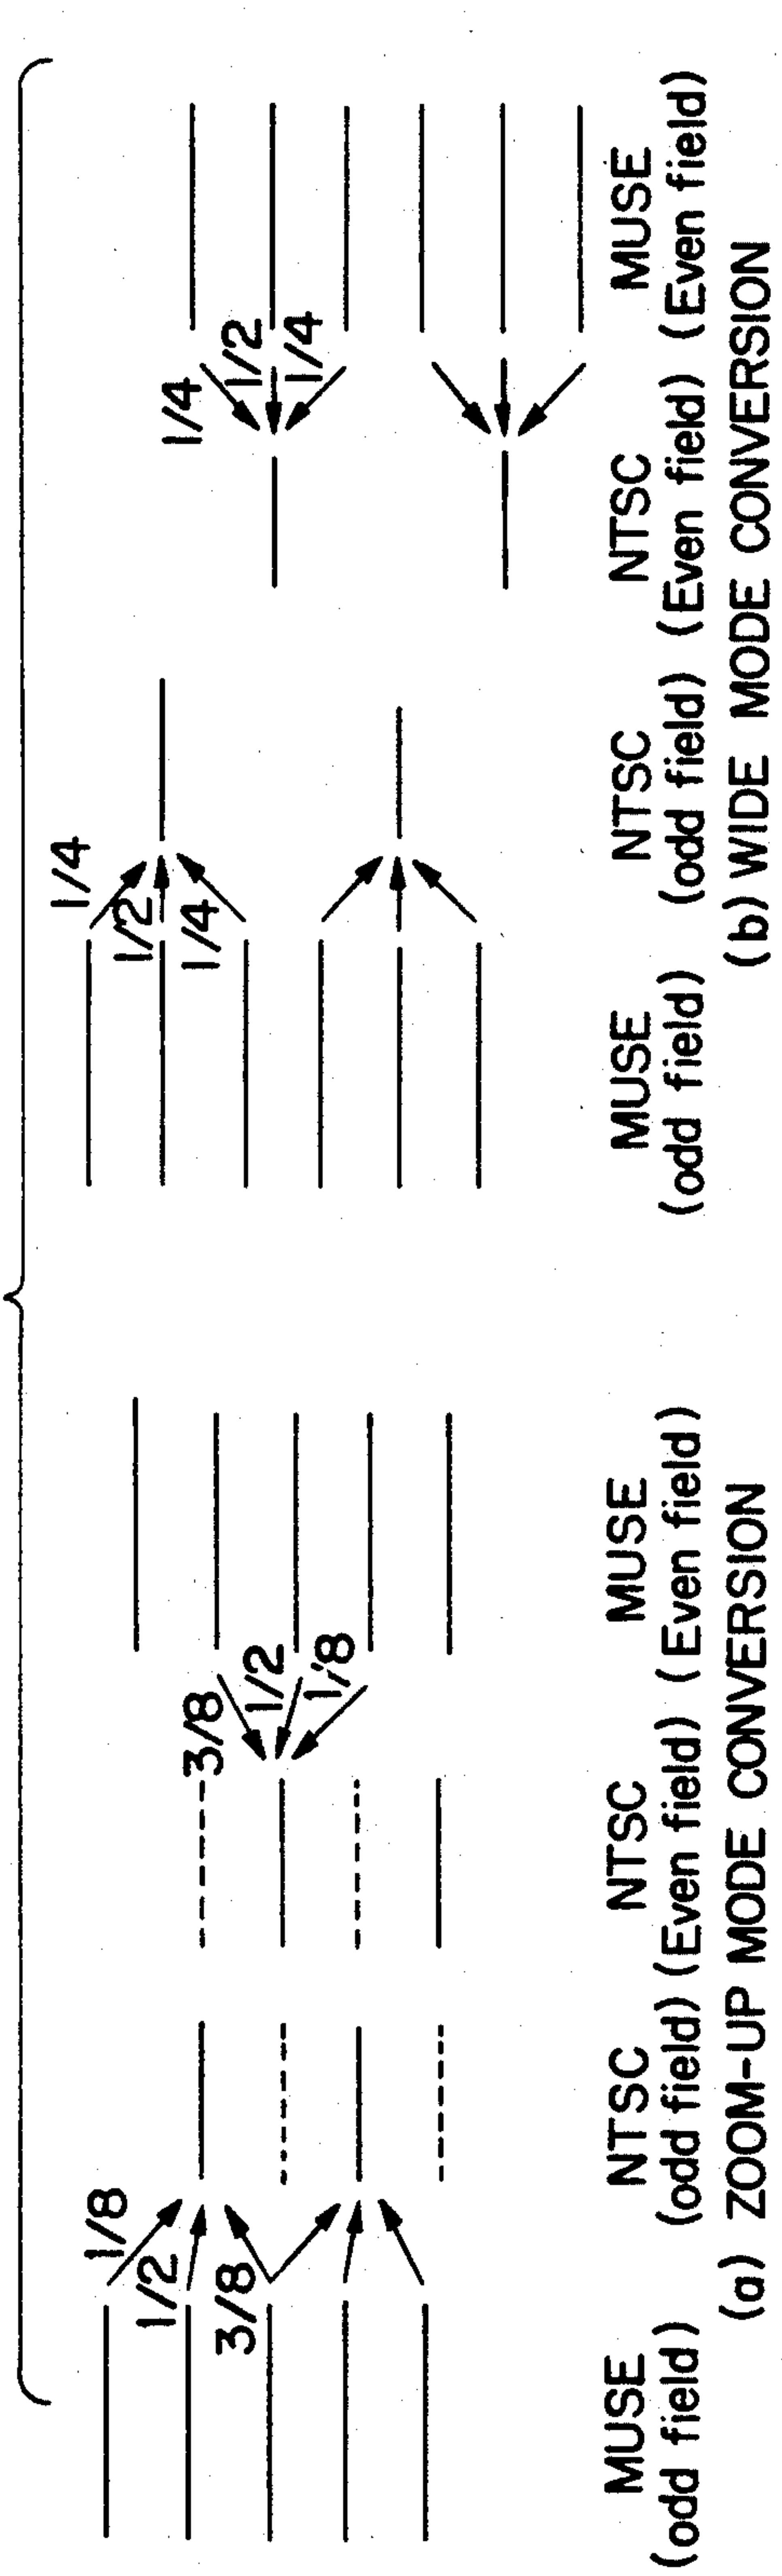 1/8
1/2
3/8
3/8
1/2
1/8
1/4
1/2
1/4
1/4
1/2
1/4
MUSE NTSC NTSC MUSE
(odd field) (odd field) (Even field) (Even field)
(a) ZOOM-UP MODE CONVERSION
MUSE NTSC NTSC MUSE
(odd field) (odd field) (Even field) (Even field)
(b) WIDE MODE CONVERSION